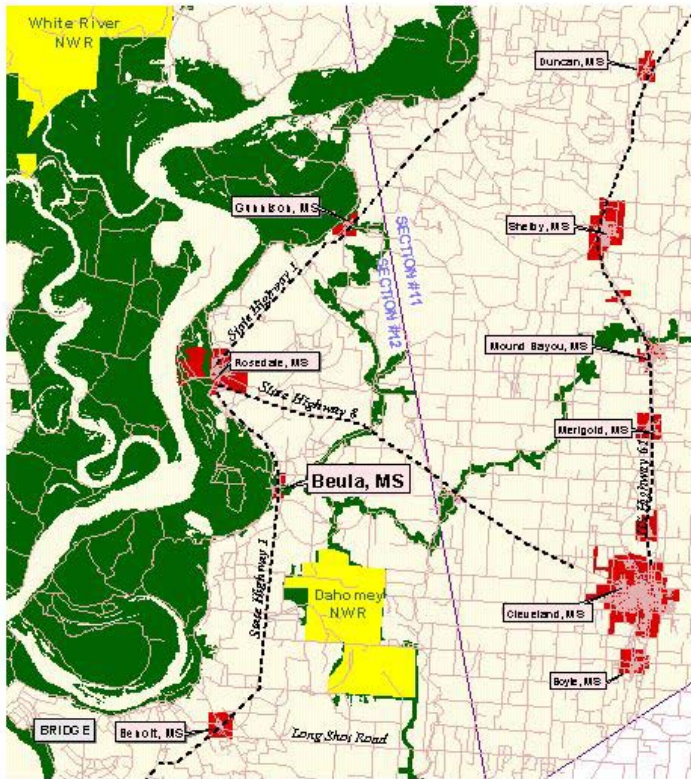 White River
NWR
Duncan, MS
Gunnison, MS
Shelby, MS
SECTION #11
SECTION #12
State Highway 1
Mound Bayou, MS
Rosedale, MS
State Highway 8
Merigold, MS
Beula, MS
Highway 61
State Highway 1
Dahomey
NWR
Cleveland, MS
Boyle, MS
BRIDGE
Benoit, MS
Long Shot Road